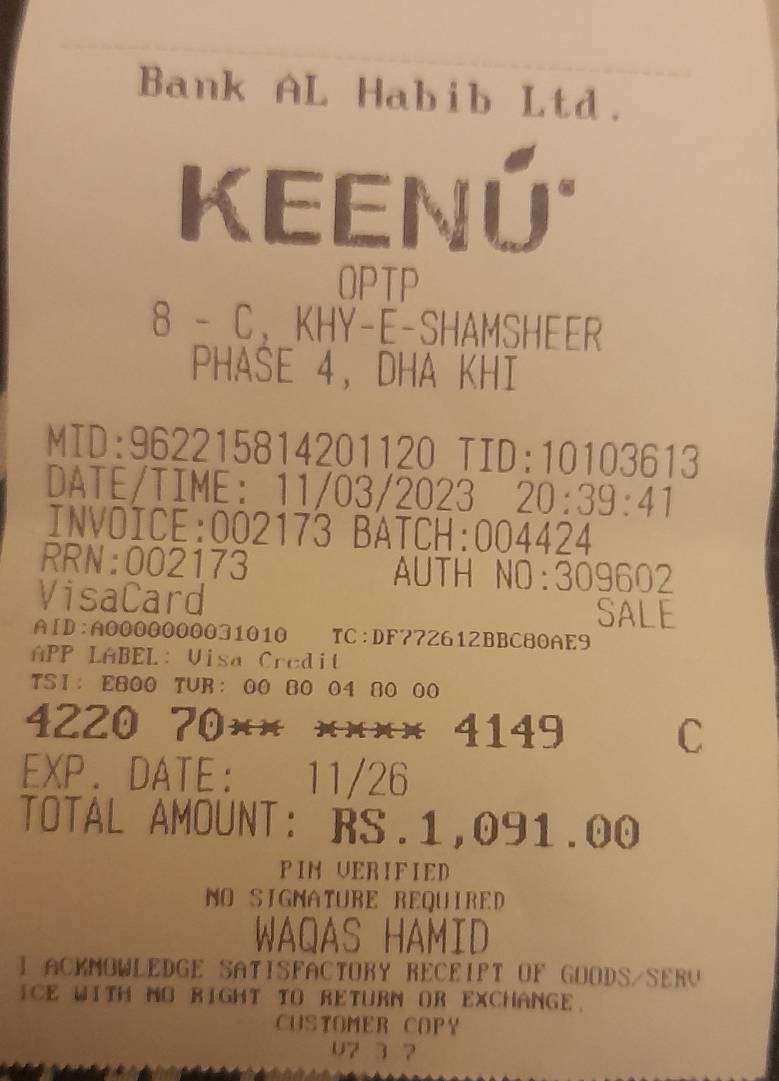 Bank AL Habib Ltd.
KEENÚ
OPTP
8 - C, KHY-E-SHAMSHEER
PHASE 4, DHA KHI
MID:962215814201120 TID:10103613
DATE/TIME: 11/03/2023 20:39:41
INVOICE:002173 BATCH:004424
RRN:002173 AUTH NO:309602
VisaCard SALE
AID:A0000000031010 TC:DF772612BBC80AE9
APP LABEL: Visa Credit
TSI: E800 TVR: 00 80 04 80 00
4220 70** **** 4149 C
EXP. DATE: 11/26
TOTAL AMOUNT: RS.1,091.00
PIN VERIFIED
NO SIGNATURE REQUIRED
WAQAS HAMID
I ACKNOWLEDGE SATISFACTORY RECEIPT OF GOODS/SERV
ICE WITH NO RIGHT TO RETURN OR EXCHANGE.
CUSTOMER COPY
V7 3 7